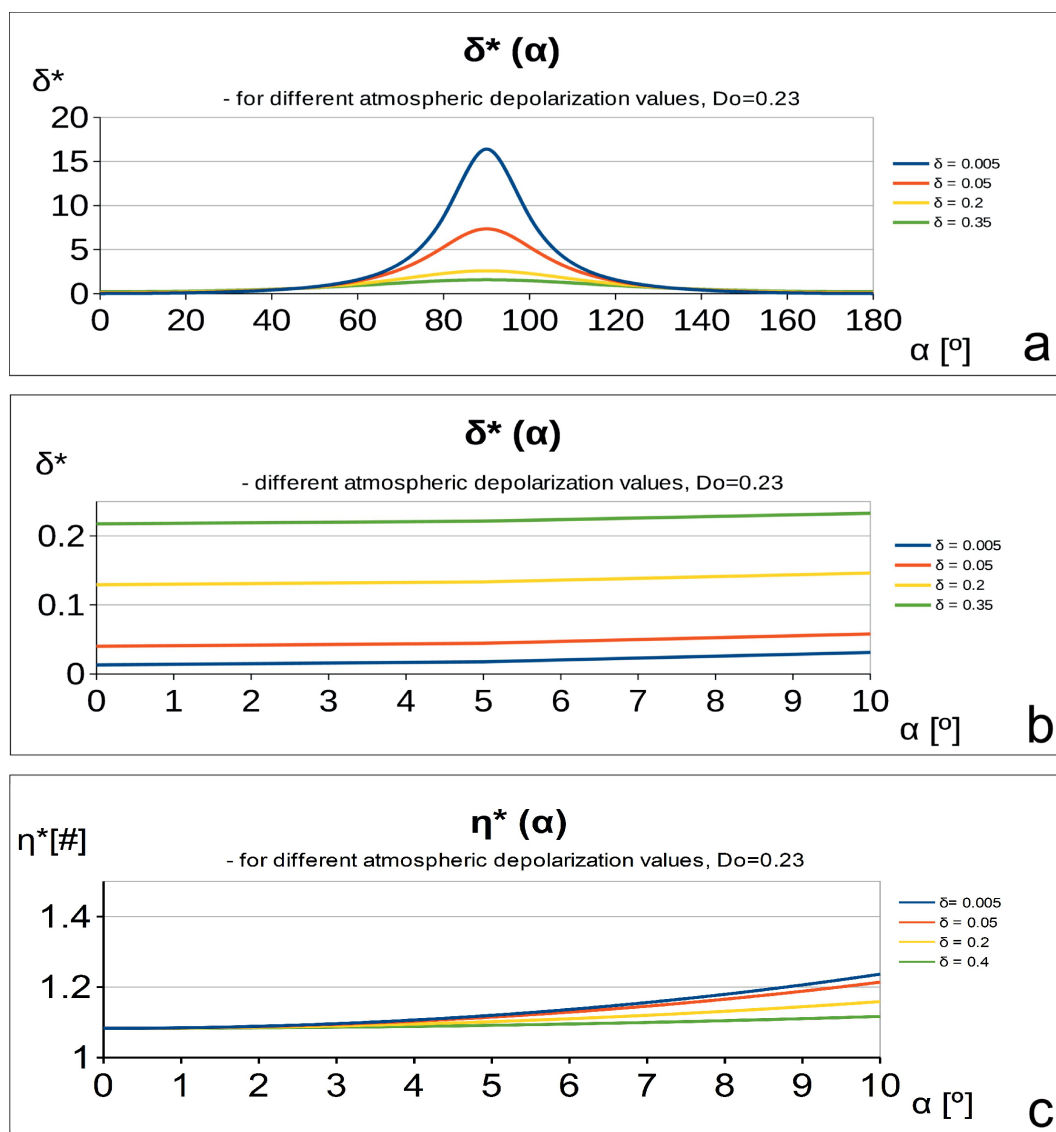 δ* (α)
δ*
- for different atmospheric depolarization values, Do=0.23
20
15
10
5
0
0 20 40 60 80 100 120 140 160 180
α [º]
δ = 0.005
δ = 0.05
δ = 0.2
δ = 0.35
a
δ* (α)
δ*
- different atmospheric depolarization values, Do=0.23
0.2
0.1
0
0 1 2 3 4 5 6 7 8 9 10
α [º]
δ = 0.005
δ = 0.05
δ = 0.2
δ = 0.35
b
η* (α)
η*[#]
- for different atmospheric depolarization values, Do=0.23
1.4
1.2
1
0 1 2 3 4 5 6 7 8 9 10
α [º]
δ= 0.005
δ = 0.05
δ = 0.2
δ = 0.4
c